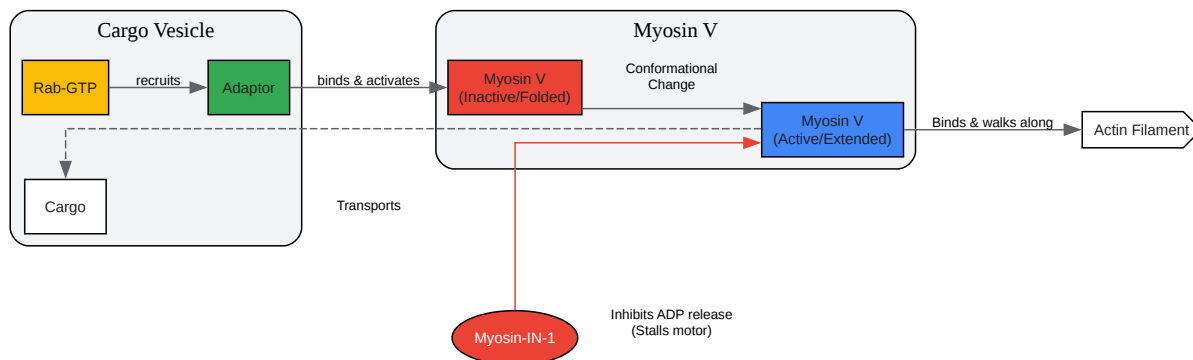 Cargo Vesicle
Myosin V
Rab-GTP
recruits
Adaptor
binds & activates
Myosin V
(Inactive/Folded)
Conformational
Change
Myosin V
(Active/Extended)
Binds & walks along
Actin Filament
Cargo
Transports
Inhibits ADP release
(Stalls motor)
Myosin-IN-1